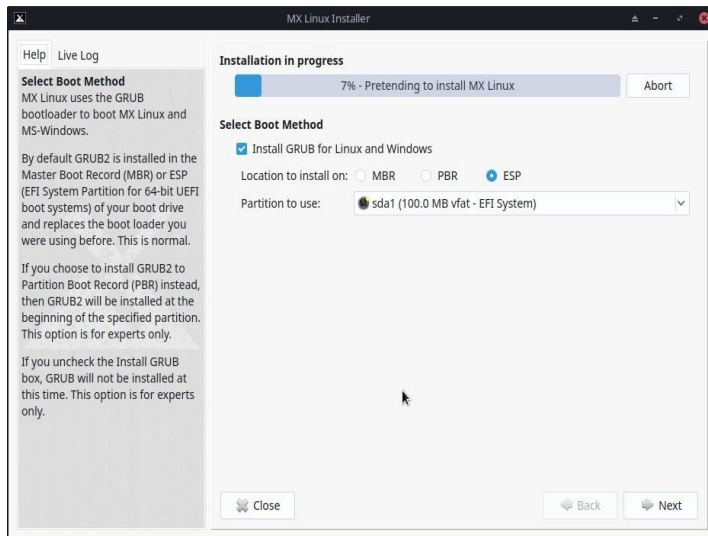 MX Linux Installer
Help
Live Log
Select Boot Method
MX Linux uses the GRUB
bootloader to boot MX Linux and
MS-Windows.
By default GRUB2 is installed in the
Master Boot Record (MBR) or ESP
(EFI System Partition for 64-bit UEFI
boot systems) of your boot drive
and replaces the boot loader you
were using before. This is normal.
If you choose to install GRUB2 to
Partition Boot Record (PBR) instead,
then GRUB2 will be installed at the
beginning of the specified partition.
This option is for experts only.
If you uncheck the Install GRUB
box, GRUB will not be installed at
this time. This option is for experts
only.
Installation in progress
7% - Pretending to install MX Linux
Abort
Select Boot Method
Install GRUB for Linux and Windows
Location to install on: MBR PBR ESP
Partition to use: sda1 (100.0 MB vfat - EFI System)
Close
Back
Next